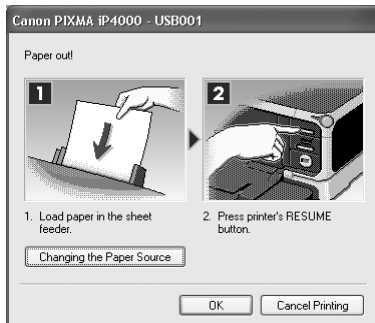 Canon PIXMA iP4000 - USB001
Paper out!
1
2
1. Load paper in the sheet
feeder.
2. Press printer's RESUME
button.
Changing the Paper Source
OK
Cancel Printing